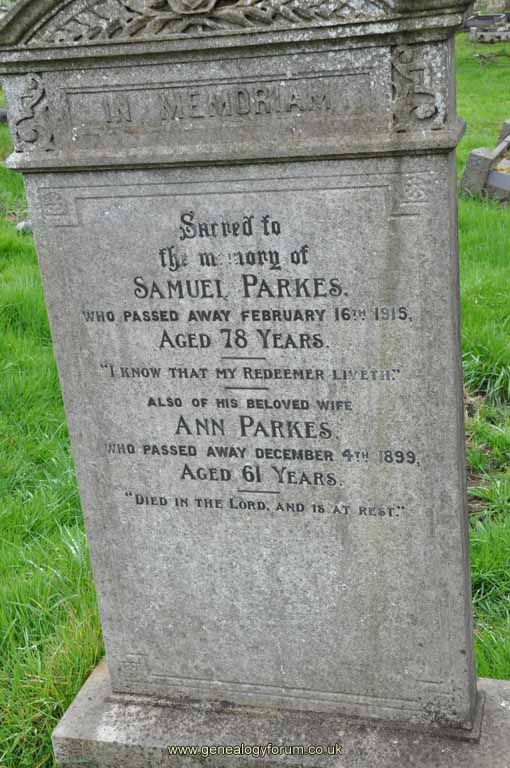 IN MEMORIAM
Sacred to
the memory of
SAMUEL PARKES.
WHO PASSED AWAY FEBRUARY 16TH 1915,
AGED 78 YEARS.
"I KNOW THAT MY REDEEMER LIVETH."
ALSO OF HIS BELOVED WIFE
ANN PARKES,
WHO PASSED AWAY DECEMBER 4TH 1899,
AGED 61 YEARS.
"DIED IN THE LORD, AND IS AT REST."
www.genealogyforum.co.uk